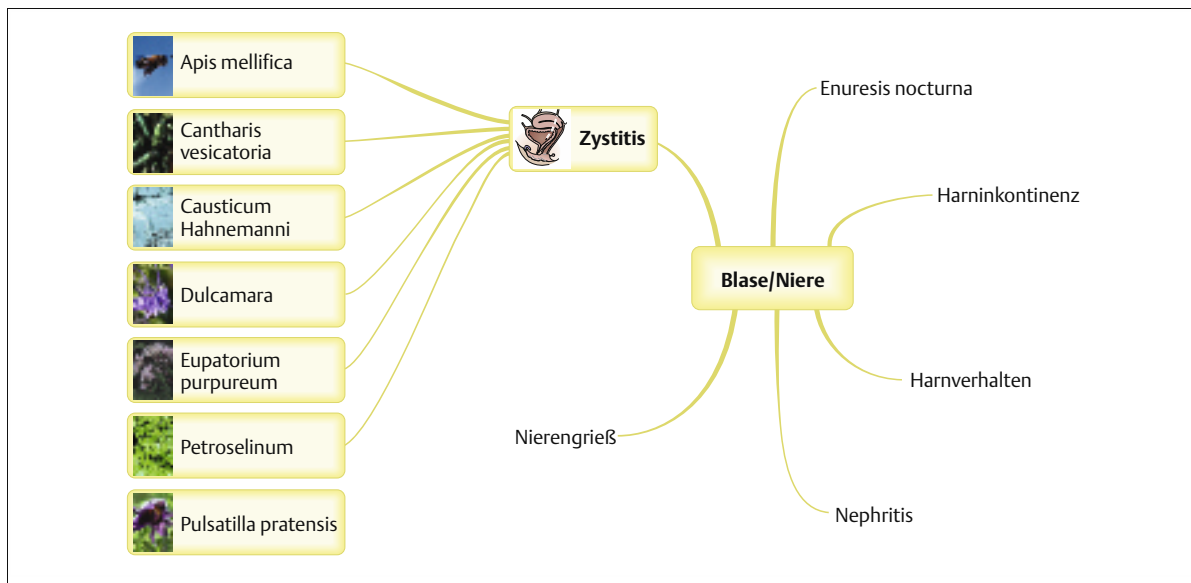 Apis mellifica
Cantharis
vesicatoria
Causticum
Hahnemanni
Dulcamara
Eupatorium
purpureum
Petroselinum
Pulsatilla pratensis
Zystitis
Blase/Niere
Enuresis nocturna
Harninkontinenz
Harnverhalten
Nephritis
Nierengrieß